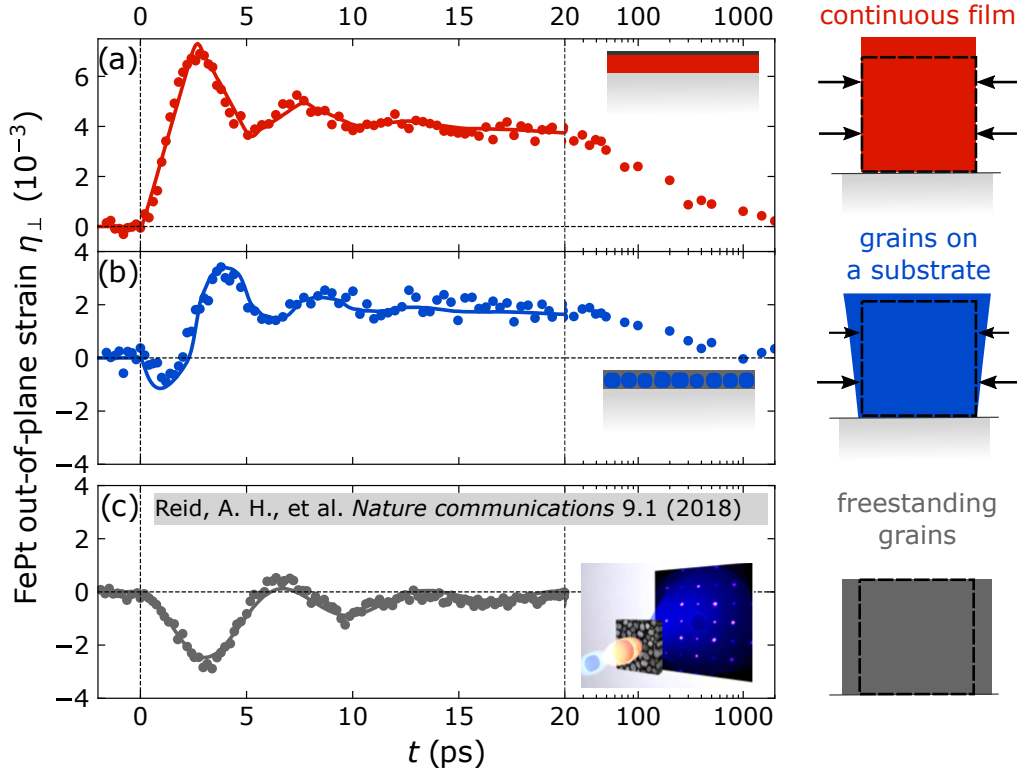 0 5 10 15 20 100 1000
continuous film
(a)
6
4
2
0
FePt out-of-plane strain η⊥ (10⁻³)
grains on
a substrate
(b)
4
2
0
−2
−4
(c)
Reid, A. H., et al. Nature communications 9.1 (2018)
freestanding
grains
4
2
0
−2
−4
0 5 10 15 20 100 1000
t (ps)